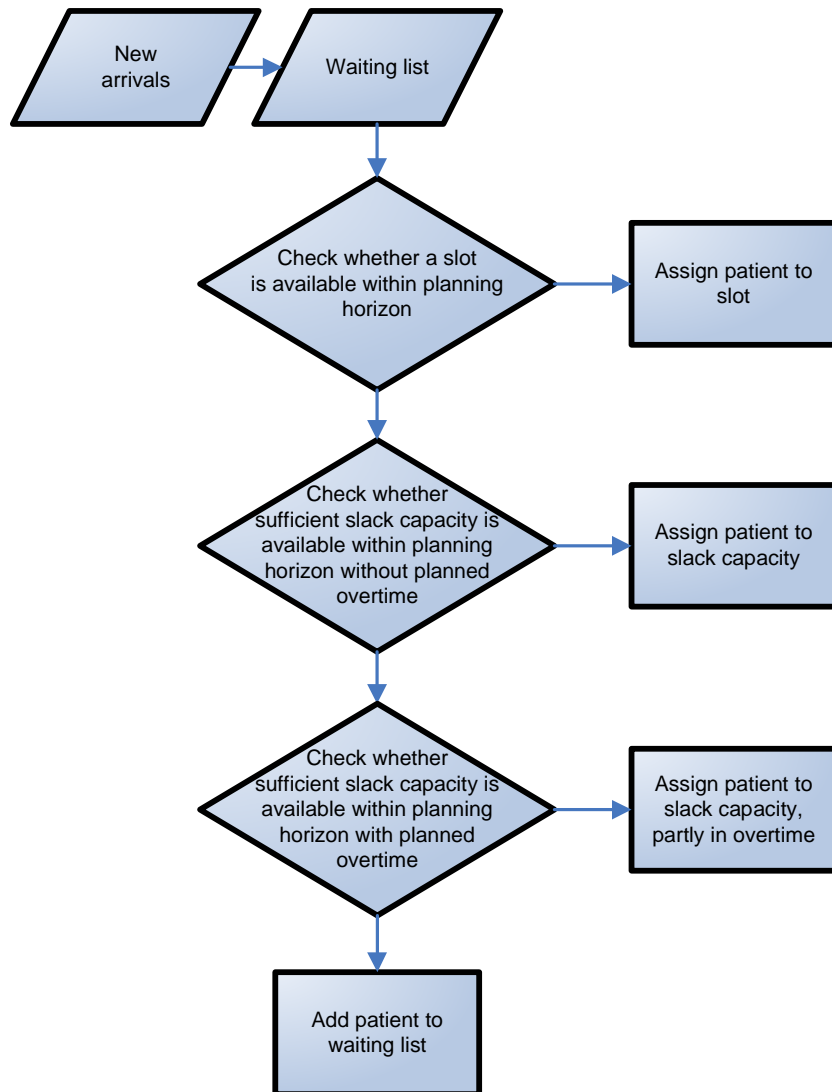 New
arrivals
Waiting list
Check whether a slot
is available within planning
horizon
Assign patient to
slot
Check whether
sufficient slack capacity is
available within planning
horizon without planned
overtime
Assign patient to
slack capacity
Check whether
sufficient slack capacity is
available within planning
horizon with planned
overtime
Assign patient to
slack capacity,
partly in overtime
Add patient to
waiting list